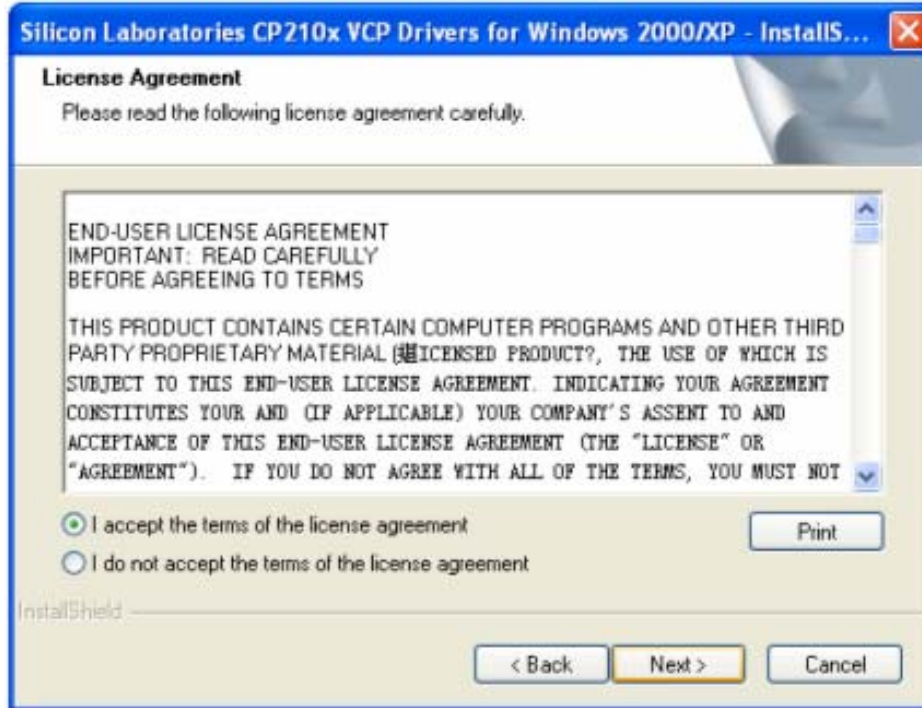 Silicon Laboratories CP210x VCP Drivers for Windows 2000/XP - InstallS...
License Agreement
Please read the following license agreement carefully.
END-USER LICENSE AGREEMENT
IMPORTANT: READ CAREFULLY
BEFORE AGREEING TO TERMS
THIS PRODUCT CONTAINS CERTAIN COMPUTER PROGRAMS AND OTHER THIRD
PARTY PROPRIETARY MATERIAL (揕ICENSED PRODUCT?, THE USE OF WHICH IS
SUBJECT TO THIS END-USER LICENSE AGREEMENT. INDICATING YOUR AGREEMENT
CONSTITUTES YOUR AND (IF APPLICABLE) YOUR COMPANY'S ASSENT TO AND
ACCEPTANCE OF THIS END-USER LICENSE AGREEMENT (THE "LICENSE" OR
"AGREEMENT"). IF YOU DO NOT AGREE WITH ALL OF THE TERMS, YOU MUST NOT
I accept the terms of the license agreement
Print
I do not accept the terms of the license agreement
InstallShield
< Back
Next >
Cancel